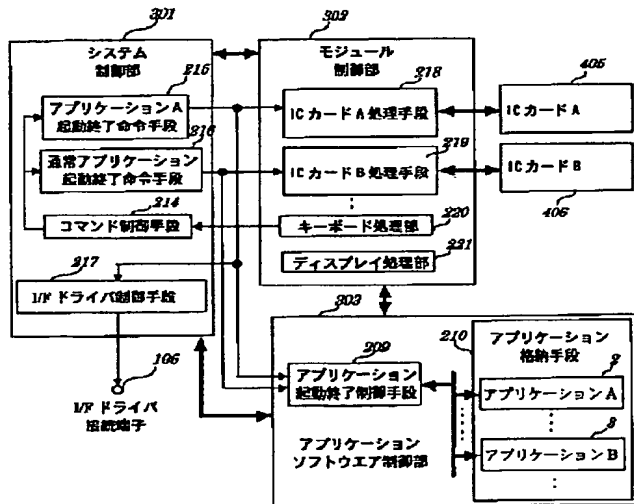 301
システム
制御部
215
アプリケーションA
起動終了命令手段
216
通常アプリケーション
起動終了命令手段
214
コマンド制御手段
217
I/Fドライバ制御手段
106
I/Fドライバ
接続端子
302
モジュール
制御部
218
ICカードA処理手段
219
ICカードB処理手段
キーボード処理部
220
ディスプレイ処理部
221
405
ICカードA
ICカードB
406
303
209
アプリケーション
起動終了制御手段
アプリケーション
ソフトウエア制御部
210
アプリケーション
格納手段
2
アプリケーションA
3
アプリケーションB